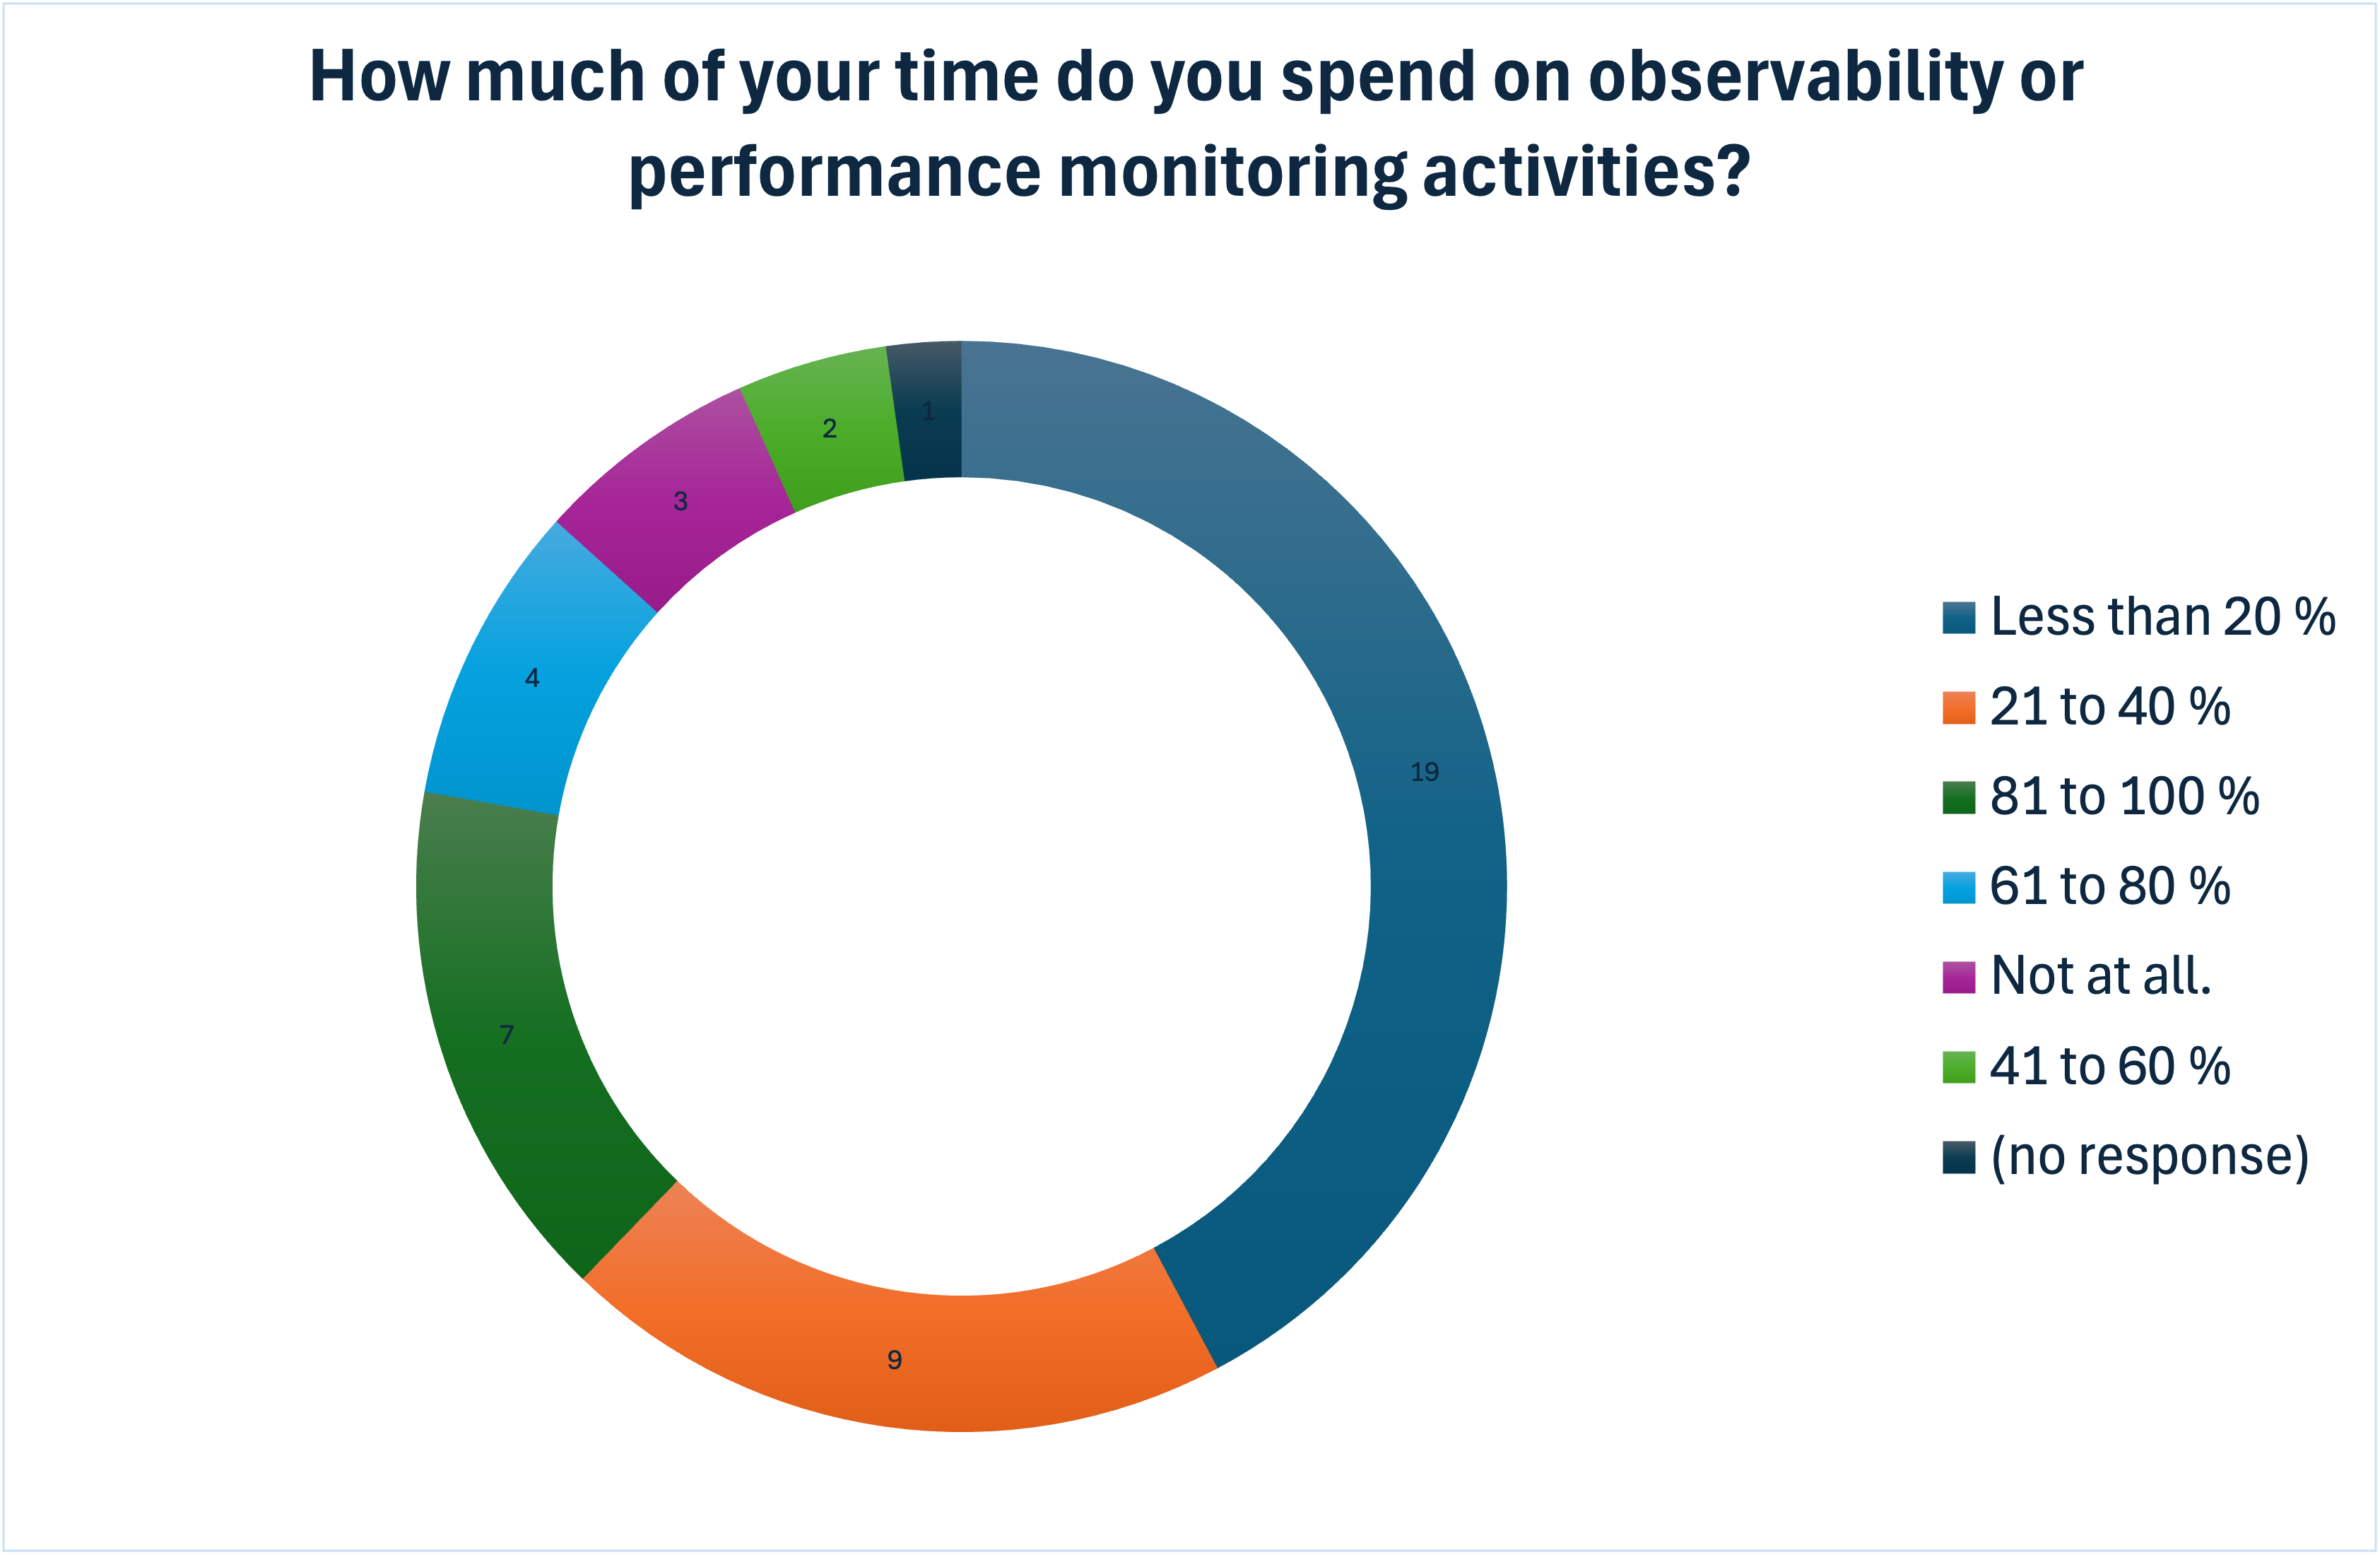 How much of your time do you spend on observability or
performance monitoring activities?
1
2
3
4
19
7
9
Less than 20 %
21 to 40 %
81 to 100 %
61 to 80 %
Not at all.
41 to 60 %
(no response)